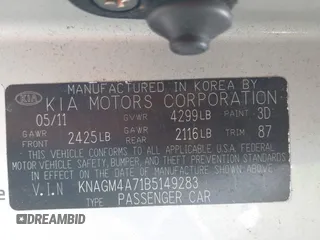 MANUFACTURED IN KOREA BY
KIA KIA MOTORS CORPORATION
05/11 GVWR 4299LB PAINT 3D
GAWR FRONT 2425LB GAWR REAR 2116LB TRIM 87
THIS VEHICLE CONFORMS TO ALL APPLICABLE U.S.A. FEDERAL
MOTOR VEHICLE SAFETY, BUMPER, AND THEFT PREVENTION
STANDARDS IN EFFECT ON THE DATE OF MANUFACTURE SHOWN ABOVE.
V.I.N KNAGM4A71B5149283
TYPE PASSENGER CAR
DREAMBID